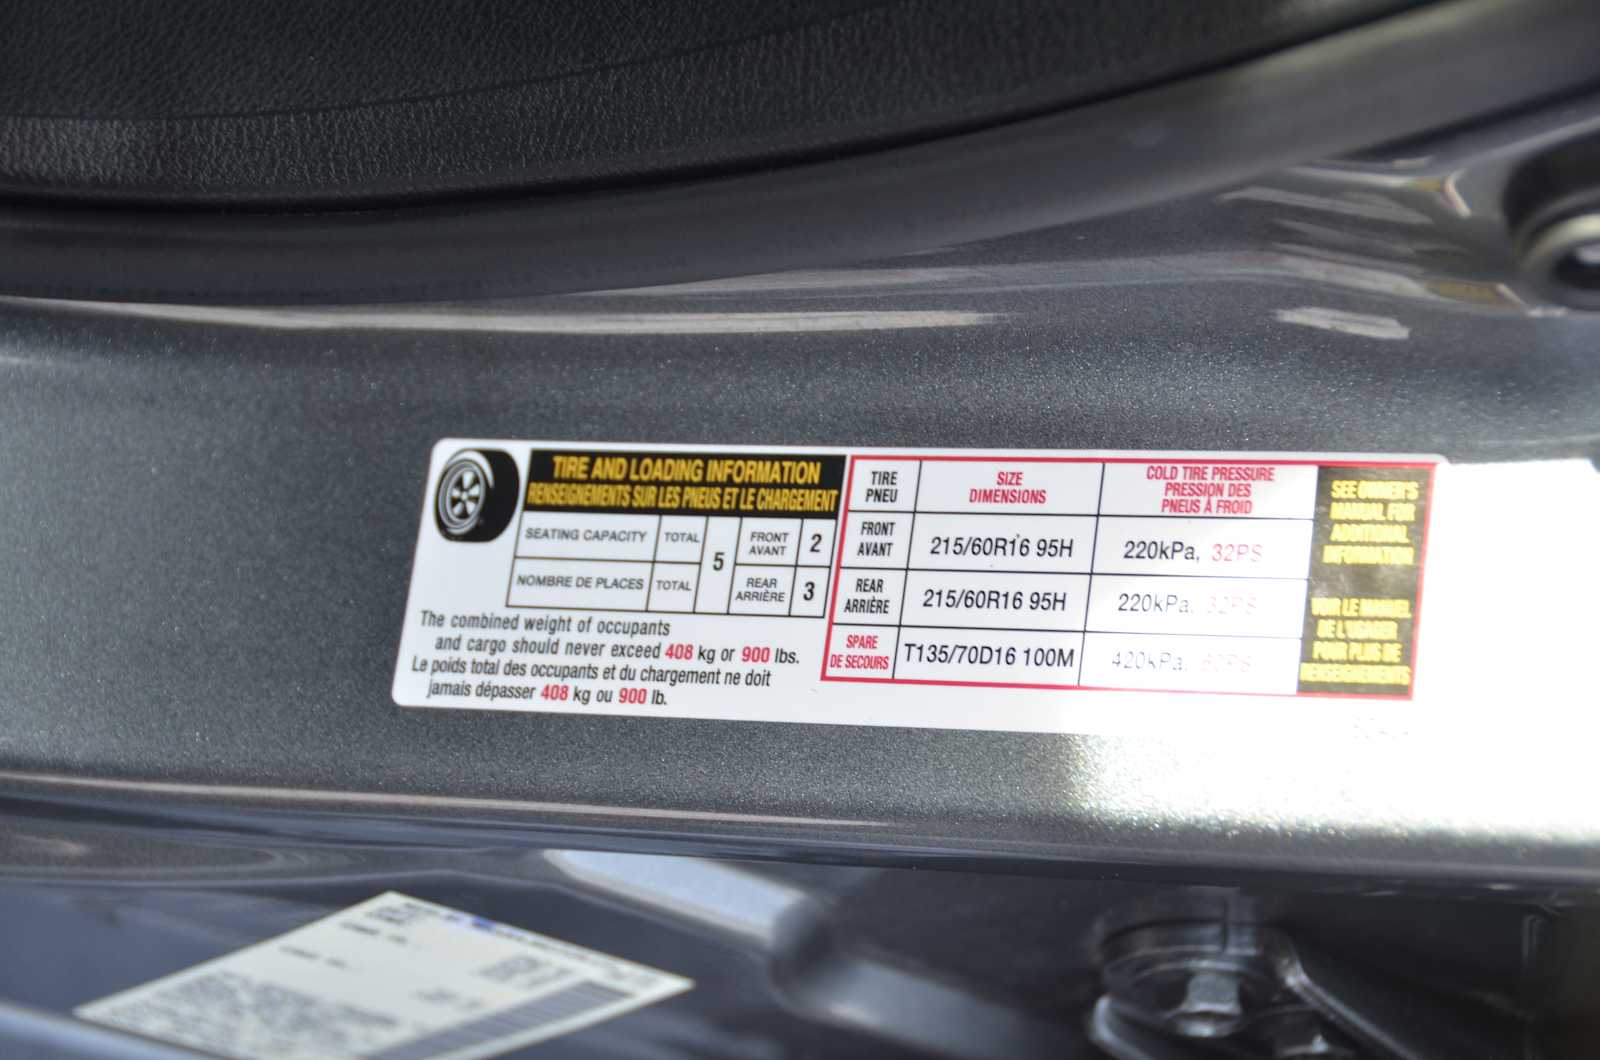 TIRE AND LOADING INFORMATION
RENSEIGNEMENTS SUR LES PNEUS ET LE CHARGEMENT
SEATING CAPACITY TOTAL 5 FRONT AVANT 2
NOMBRE DE PLACES TOTAL REAR ARRIÈRE 3
The combined weight of occupants
and cargo should never exceed 408 kg or 900 lbs.
Le poids total des occupants et du chargement ne doit
jamais dépasser 408 kg ou 900 lb.
TIRE PNEU SIZE DIMENSIONS COLD TIRE PRESSURE PRESSION DES PNEUS À FROID
FRONT AVANT 215/60R16 95H 220kPa, 32PS
REAR ARRIÈRE 215/60R16 95H 220kPa, 32PS
SPARE DE SECOURS T135/70D16 100M 420kPa, 60PS
SEE OWNER'S
MANUAL FOR
ADDITIONAL
INFORMATION
VOIR LE MANUEL
DE L'USAGER
POUR PLUS DE
RENSEIGNEMENTS